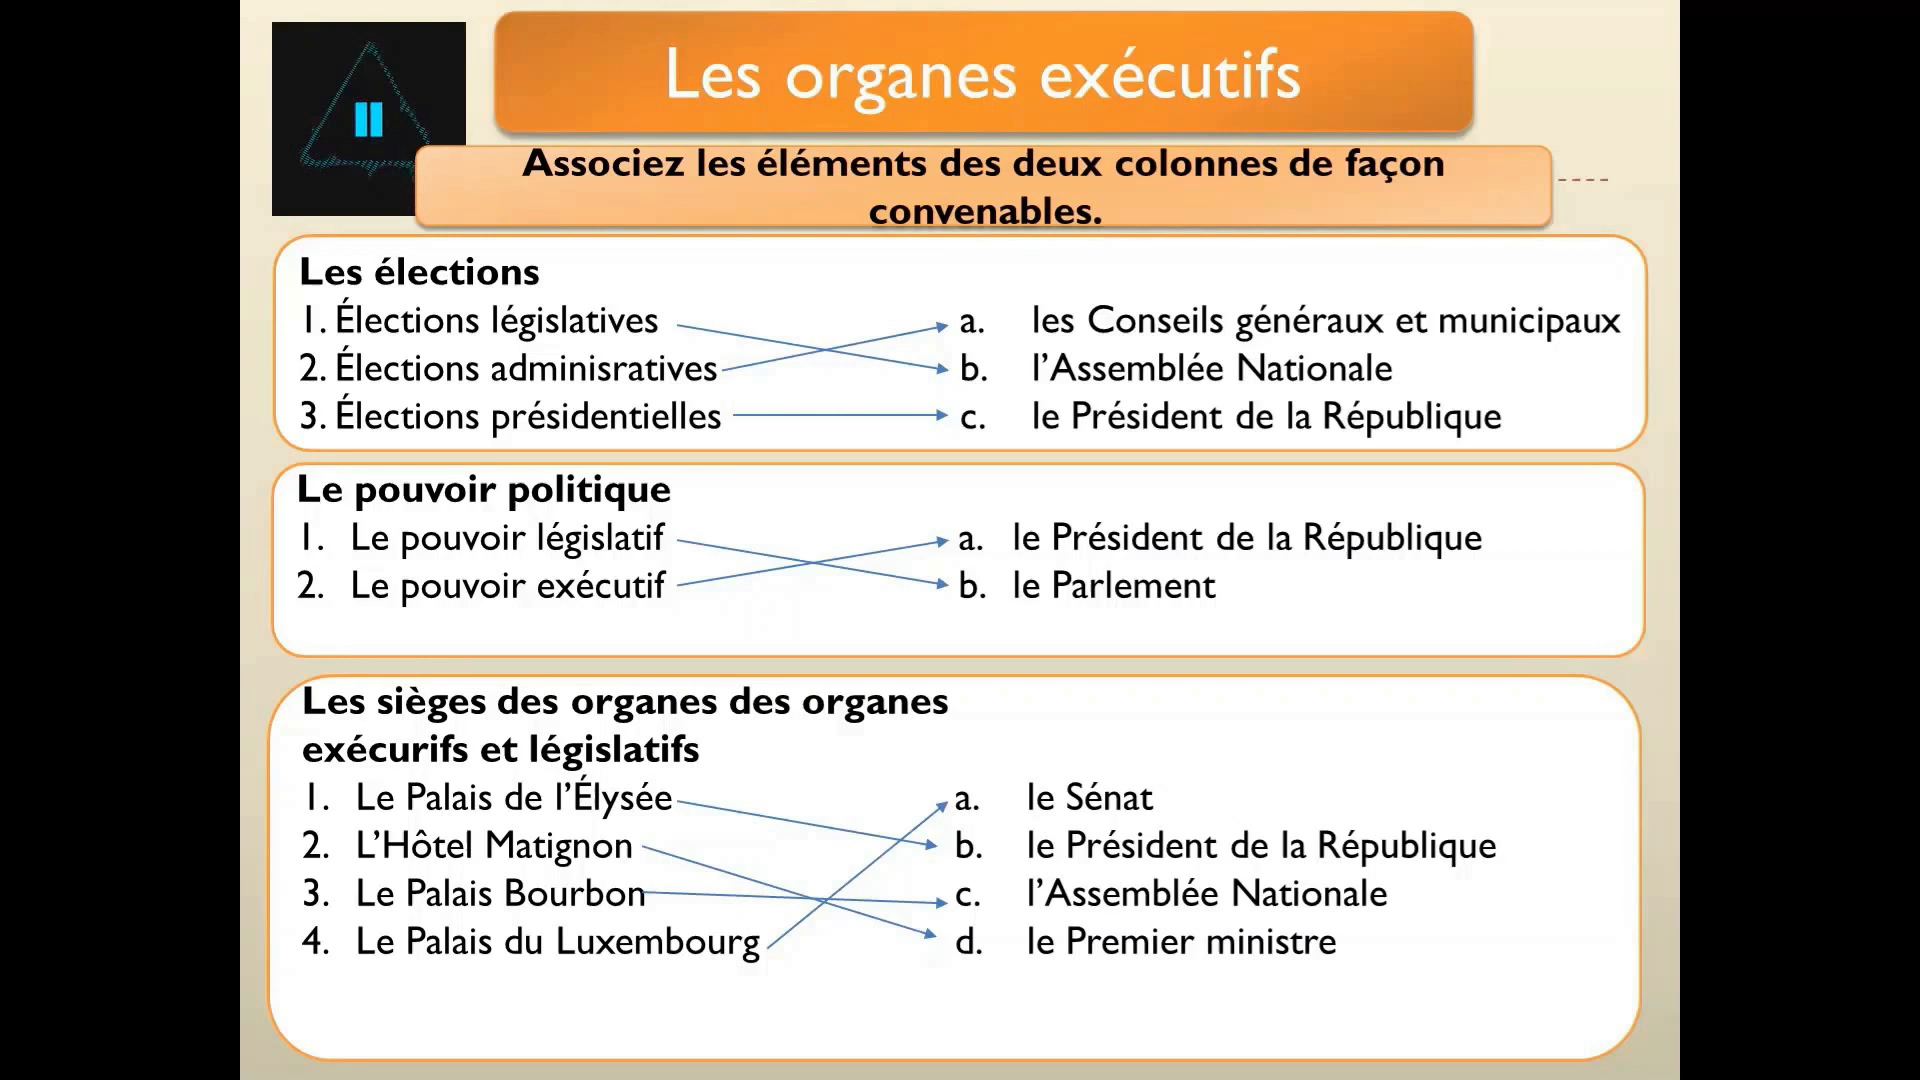 Les organes exécutifs
Associez les éléments des deux colonnes de façon
convenables.
Les élections
1. Élections législatives a. les Conseils généraux et municipaux
2. Élections adminisratives b. l’Assemblée Nationale
3. Élections présidentielles c. le Président de la République
Le pouvoir politique
1. Le pouvoir législatif a. le Président de la République
2. Le pouvoir exécutif b. le Parlement
Les sièges des organes des organes
exécurifs et législatifs
1. Le Palais de l’Élysée a. le Sénat
2. L’Hôtel Matignon b. le Président de la République
3. Le Palais Bourbon c. l’Assemblée Nationale
4. Le Palais du Luxembourg d. le Premier ministre